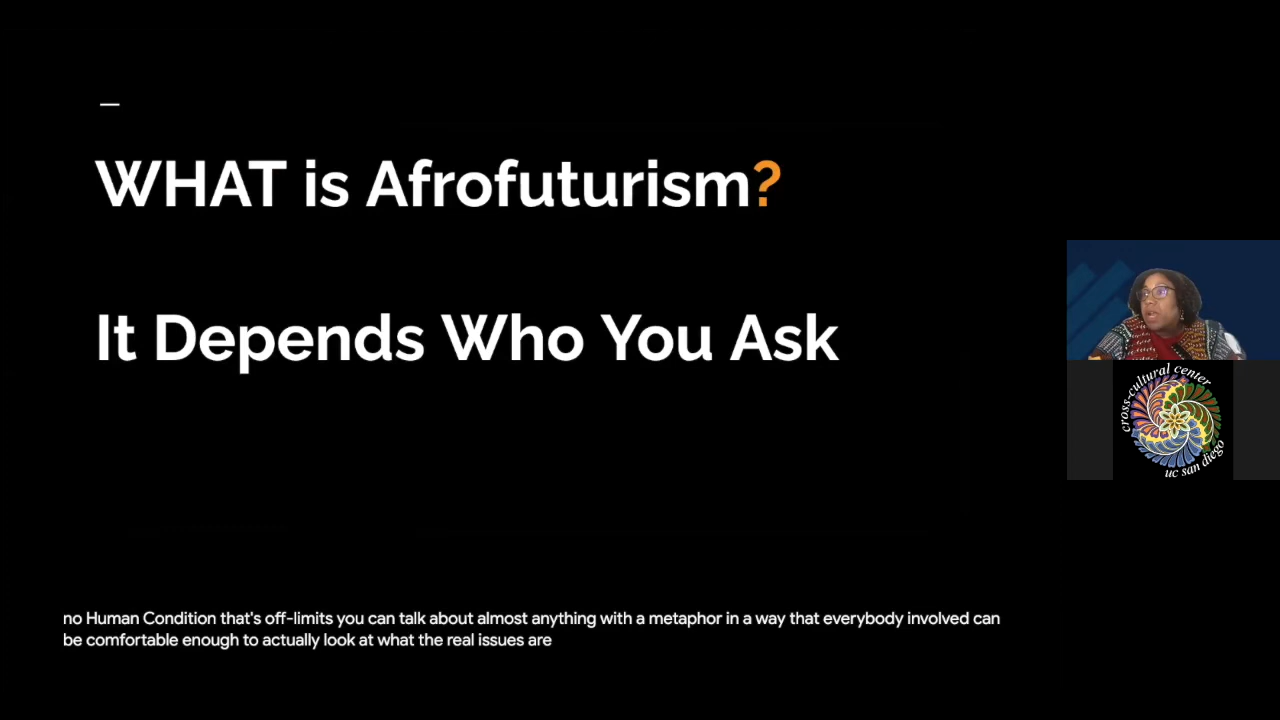 WHAT is Afrofuturism?
It Depends Who You Ask
cross-cultural center
uc san diego
no Human Condition that's off-limits you can talk about almost anything with a metaphor in a way that everybody involved can
be comfortable enough to actually look at what the real issues are